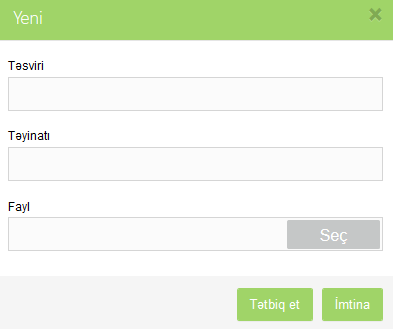 Yeni
Təsviri
Təyinatı
Fayl
Seç
Tətbiq et
İmtina